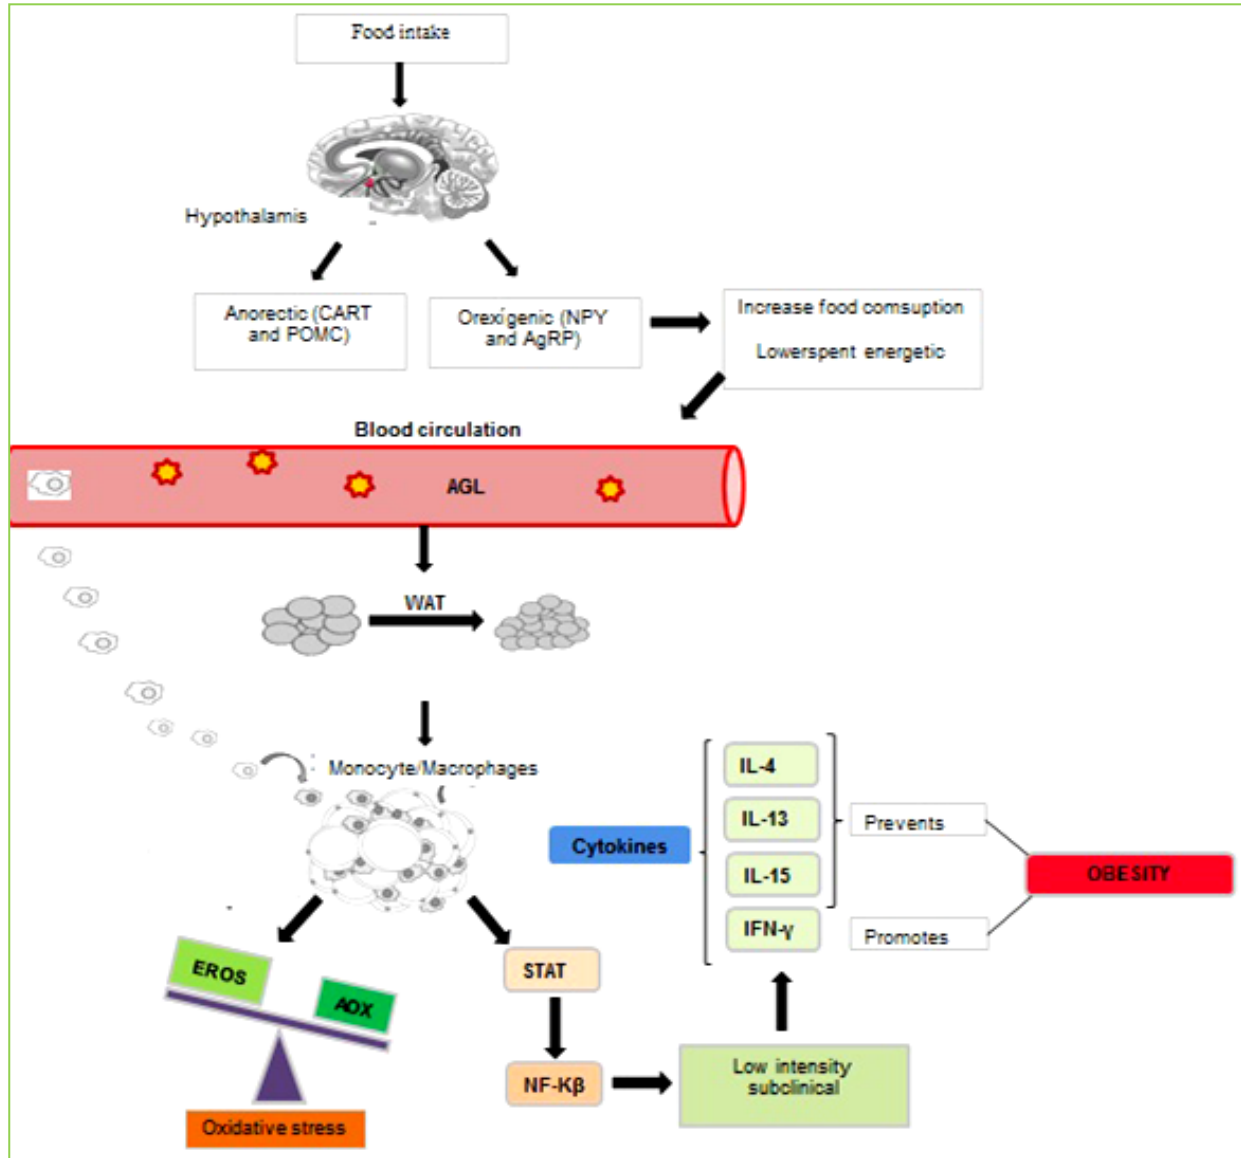 Food intake
Hypothalamis
Anorectic (CART
and POMC)
Orexigenic (NPY
and AgRP)
Increase food comsuption
Lowerspent energetic
Blood circulation
AGL
WAT
Monocyte/Macrophages
IL-4
IL-13
IL-15
IFN-γ
Cytokines
Prevents
Promotes
OBESITY
EROS
AOX
Oxidative stress
STAT
NF-Kβ
Low intensity
subclinical